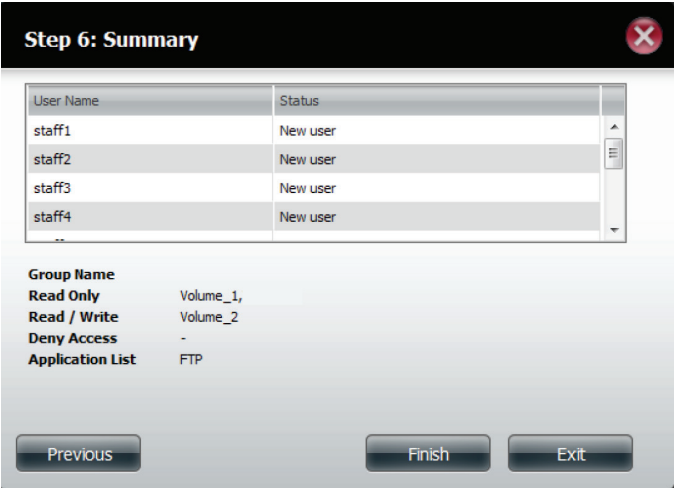 Step 6: Summary
User Name Status
staff1 New user
staff2 New user
staff3 New user
staff4 New user
Group Name
Read Only Volume_1,
Read / Write Volume_2
Deny Access -
Application List FTP
Previous Finish Exit